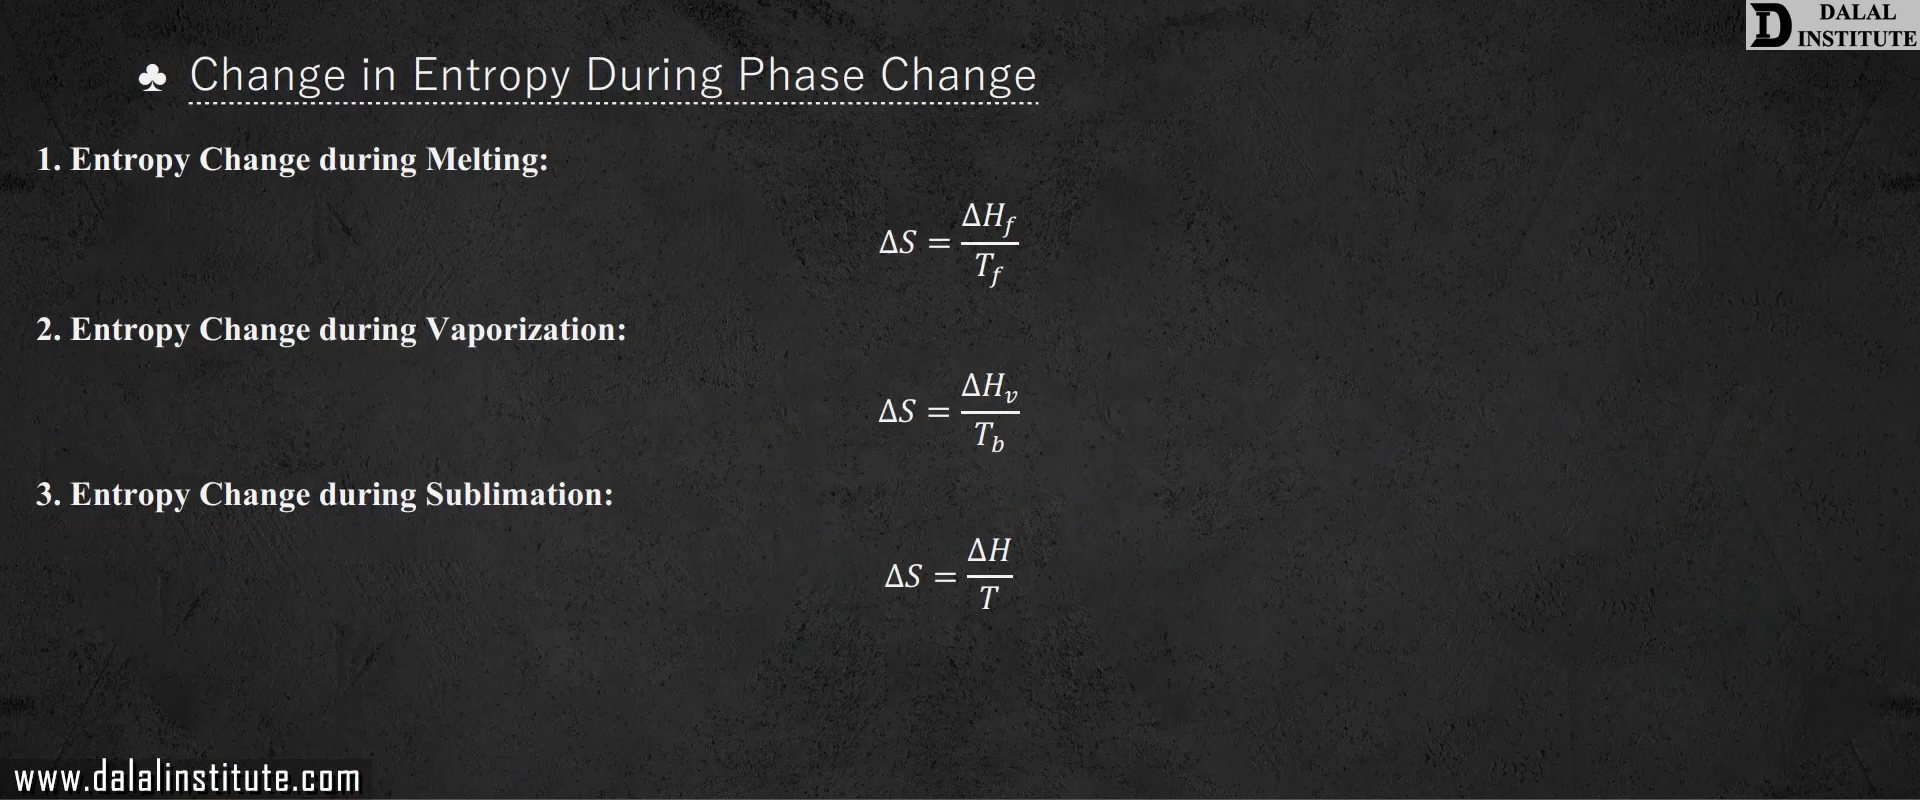 DALAL
INSTITUTE
♣ Change in Entropy During Phase Change
1. Entropy Change during Melting:
ΔS = ΔH_f / T_f
2. Entropy Change during Vaporization:
ΔS = ΔH_v / T_b
3. Entropy Change during Sublimation:
ΔS = ΔH / T
www.dalalinstitute.com